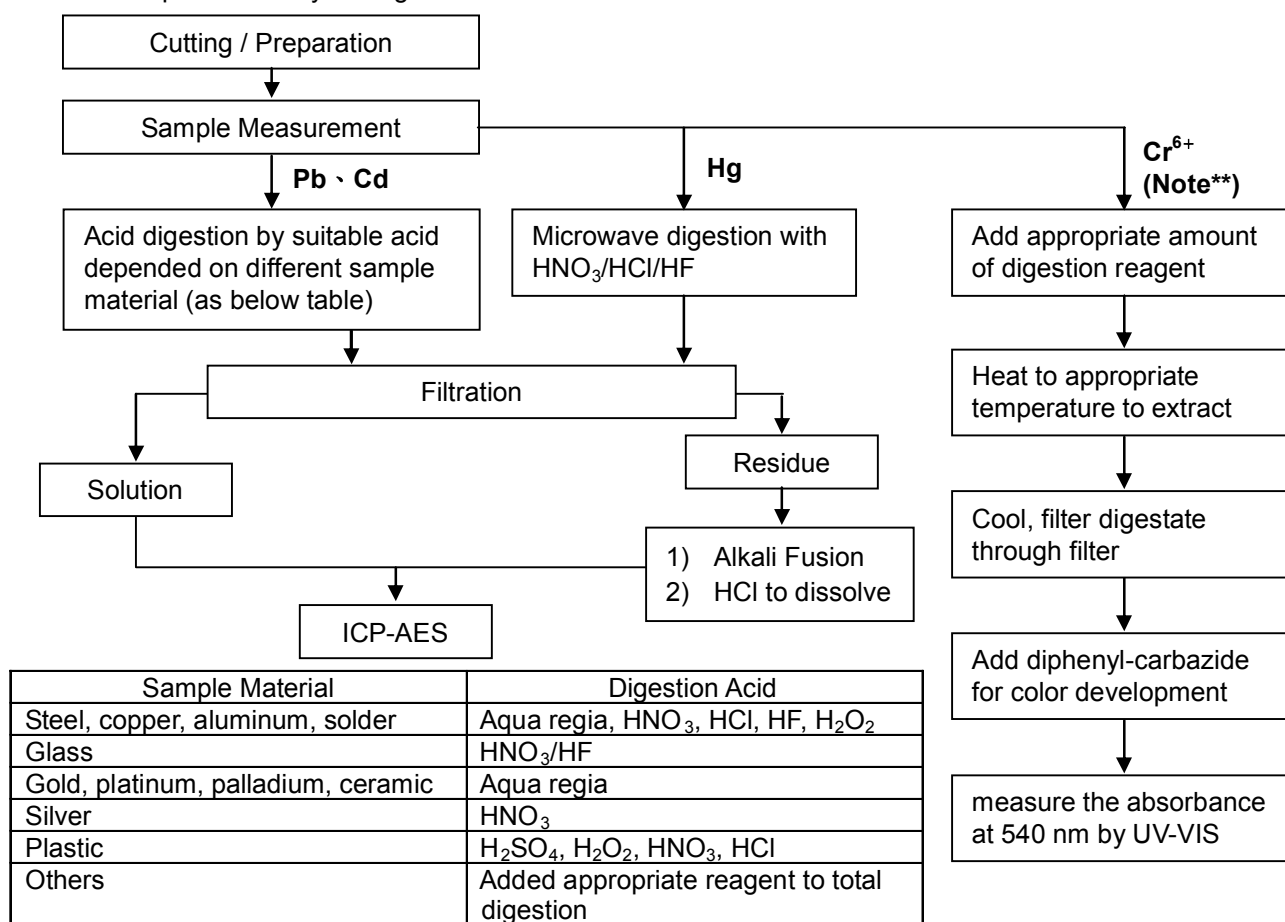 Cutting / Preparation
Sample Measurement
Pb、Cd
Hg
Cr⁶⁺
(Note**)
Acid digestion by suitable acid
depended on different sample
material (as below table)
Microwave digestion with
HNO₃/HCl/HF
Add appropriate amount
of digestion reagent
Filtration
Heat to appropriate
temperature to extract
Solution
Residue
1) Alkali Fusion
2) HCl to dissolve
Cool, filter digestate
through filter
ICP-AES
Add diphenyl-carbazide
for color development
measure the absorbance
at 540 nm by UV-VIS
Sample Material Digestion Acid
Steel, copper, aluminum, solder Aqua regia, HNO₃, HCl, HF, H₂O₂
Glass HNO₃/HF
Gold, platinum, palladium, ceramic Aqua regia
Silver HNO₃
Plastic H₂SO₄, H₂O₂, HNO₃, HCl
Others Added appropriate reagent to total
digestion